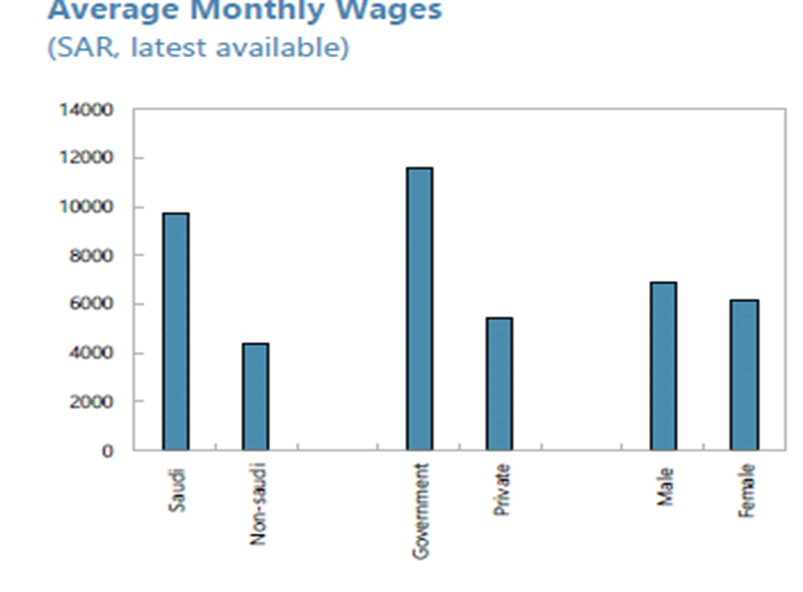 Average Monthly Wages
(SAR, latest available)
14000
12000
10000
8000
6000
4000
2000
0
Saudi
Non-saudi
Government
Private
Male
Female